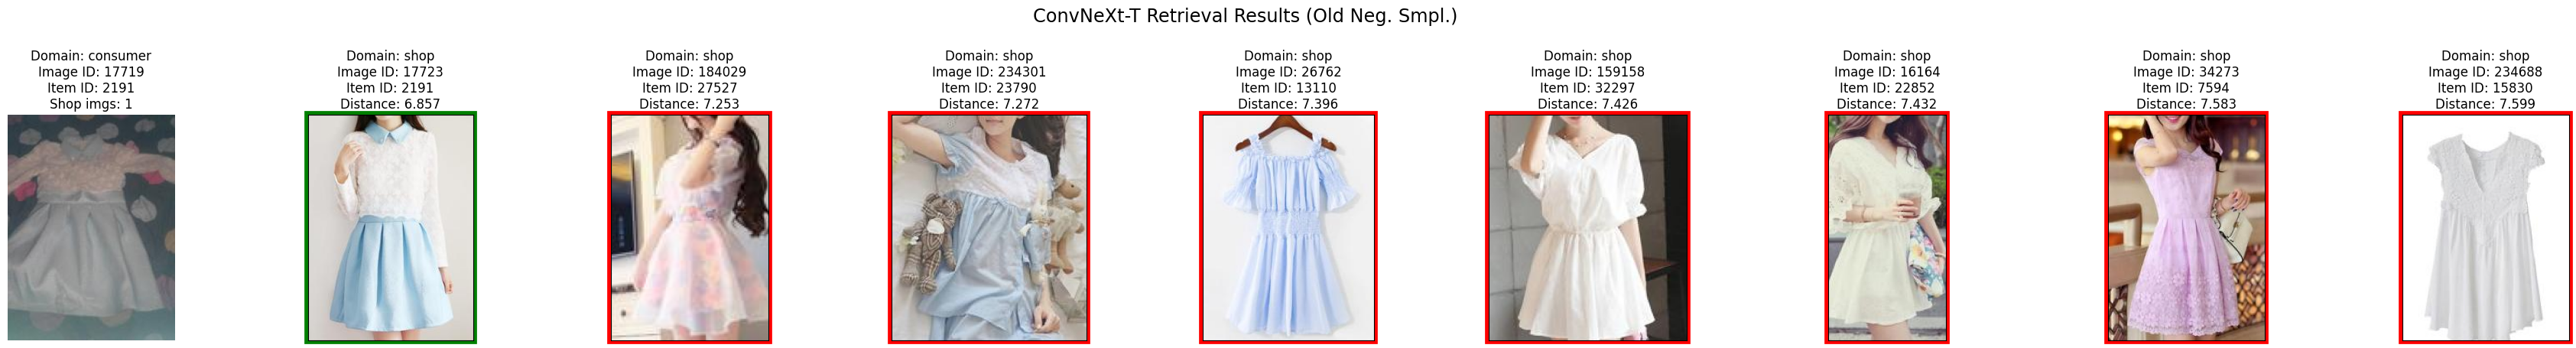 ConvNeXt-T Retrieval Results (Old Neg. Smpl.)
Domain: consumer
Image ID: 17719
Item ID: 2191
Shop imgs: 1
Domain: shop
Image ID: 17723
Item ID: 2191
Distance: 6.857
Domain: shop
Image ID: 184029
Item ID: 27527
Distance: 7.253
Domain: shop
Image ID: 234301
Item ID: 23790
Distance: 7.272
Domain: shop
Image ID: 26762
Item ID: 13110
Distance: 7.396
Domain: shop
Image ID: 159158
Item ID: 32297
Distance: 7.426
Domain: shop
Image ID: 16164
Item ID: 22852
Distance: 7.432
Domain: shop
Image ID: 34273
Item ID: 7594
Distance: 7.583
Domain: shop
Image ID: 234688
Item ID: 15830
Distance: 7.599